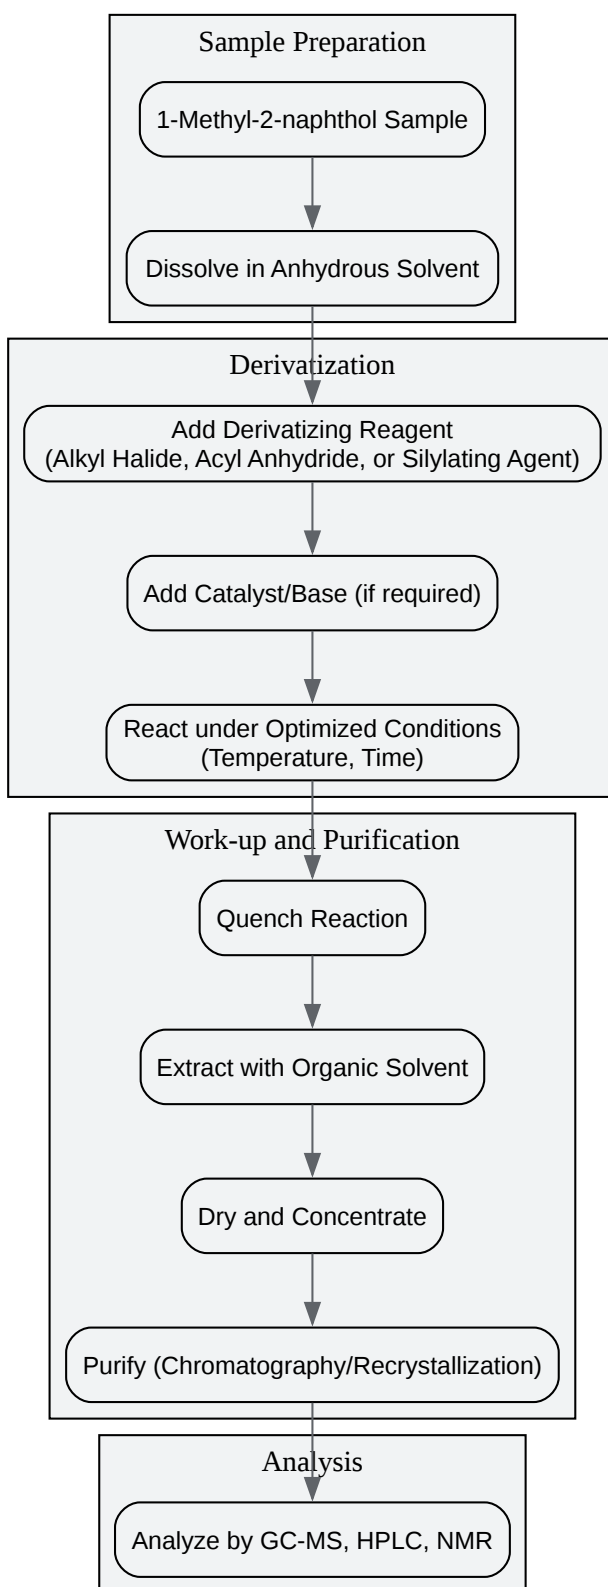 Sample Preparation
1-Methyl-2-naphthol Sample
Dissolve in Anhydrous Solvent
Derivatization
Add Derivatizing Reagent
(Alkyl Halide, Acyl Anhydride, or Silylating Agent)
Add Catalyst/Base (if required)
React under Optimized Conditions
(Temperature, Time)
Work-up and Purification
Quench Reaction
Extract with Organic Solvent
Dry and Concentrate
Purify (Chromatography/Recrystallization)
Analysis
Analyze by GC-MS, HPLC, NMR